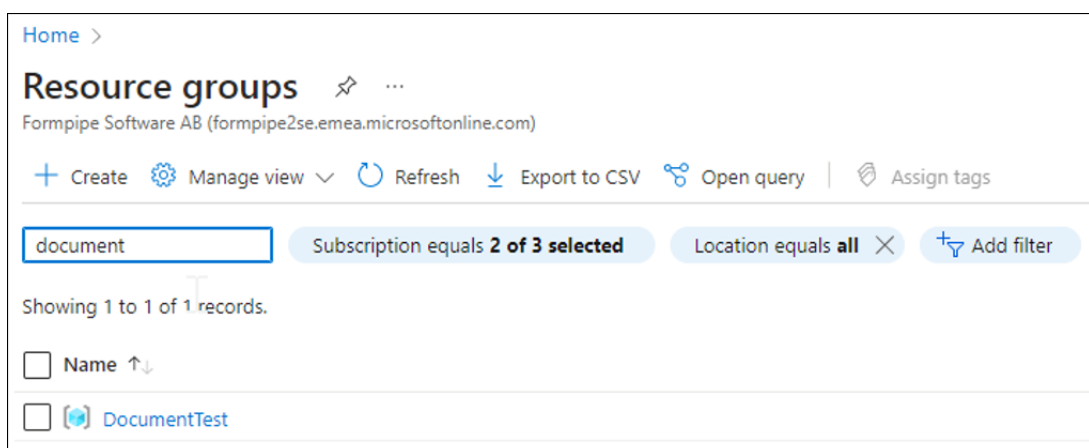 Home >
Resource groups ...
Formpipe Software AB (formpipe2se.emea.microsoftonline.com)
+ Create Manage view Refresh Export to CSV Open query Assign tags
document Subscription equals 2 of 3 selected Location equals all Add filter
Showing 1 to 1 of 1 records.
Name ↑↓
DocumentTest